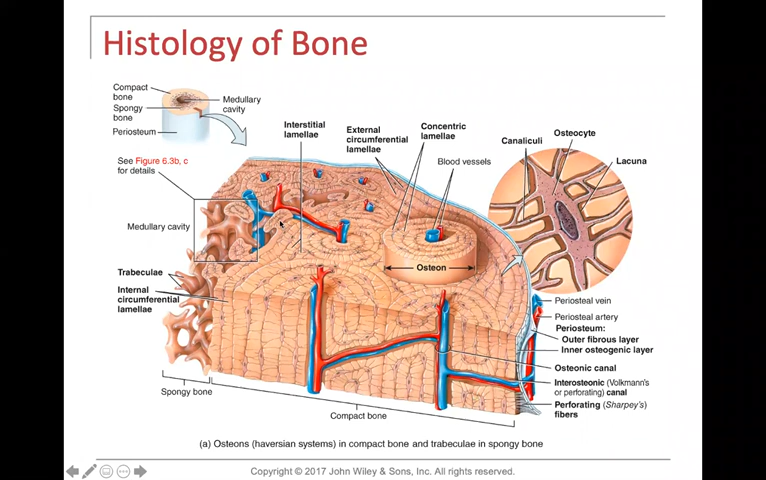 Histology of Bone
Compact
bone
Spongy
bone
Periosteum
Medullary
cavity
See Figure 6.3b, c
for details
Medullary cavity
Trabeculae
Internal
circumferential
lamellae
Interstitial
lamellae
External
circumferential
lamellae
Concentric
lamellae
Blood vessels
Canaliculi
Osteocyte
Lacuna
Osteon
Periosteal vein
Periosteal artery
Periosteum:
Outer fibrous layer
Inner osteogenic layer
Osteonic canal
Interosteonic (Volkmann's
or perforating) canal
Perforating (Sharpey's)
fibers
Spongy bone
Compact bone
(a) Osteons (haversian systems) in compact bone and trabeculae in spongy bone
Copyright © 2017 John Wiley & Sons, Inc. All rights reserved.